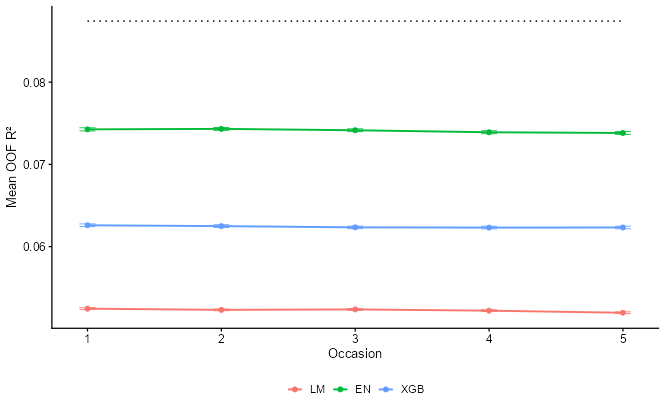 Mean OOF R²
0.08
0.07
0.06
1 2 3 4 5
Occasion
LM EN XGB